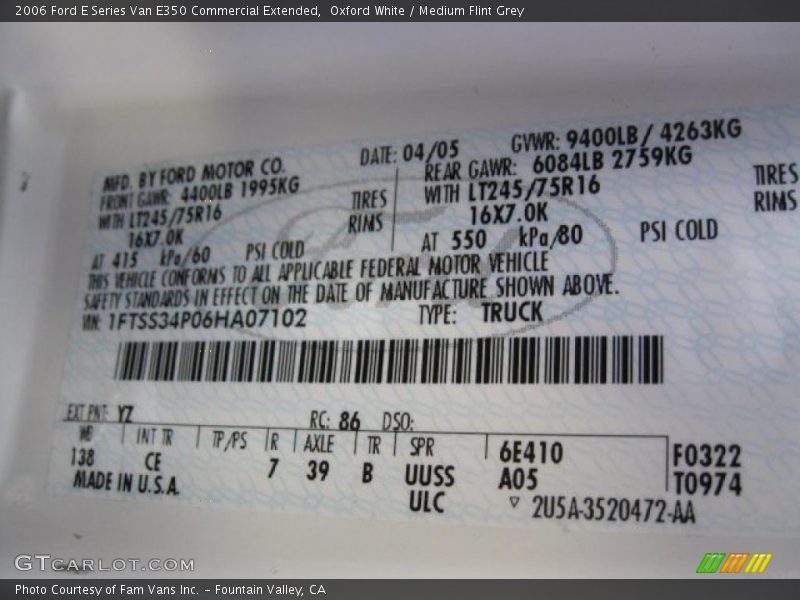 2006 Ford E Series Van E350 Commercial Extended,  Oxford White / Medium Flint Grey
MFD. BY FORD MOTOR CO.
DATE: 04/05
GVWR: 9400LB / 4263KG
FRONT GAWR: 4400LB 1995KG
REAR GAWR: 6084LB 2759KG
WITH LT245/75R16 TIRES
WITH LT245/75R16 TIRES
16X7.0K RIMS
16X7.0K RIMS
AT 415 kPa/60 PSI COLD
AT 550 kPa/80 PSI COLD
THIS VEHICLE CONFORMS TO ALL APPLICABLE FEDERAL MOTOR VEHICLE
SAFETY STANDARDS IN EFFECT ON THE DATE OF MANUFACTURE SHOWN ABOVE.
VIN: 1FTSS34P06HA07102
TYPE: TRUCK
EXT PNT: YZ RC: 86 DSO:
WB INT TR TP/PS R AXLE TR SPR 6E410 F0322
138 CE 7 39 B UUSS A05 T0974
MADE IN U.S.A. ULC ▽ 2U5A-3520472-AA
GTCARLOT.COM
Photo Courtesy of Fam Vans Inc. – Fountain Valley, CA